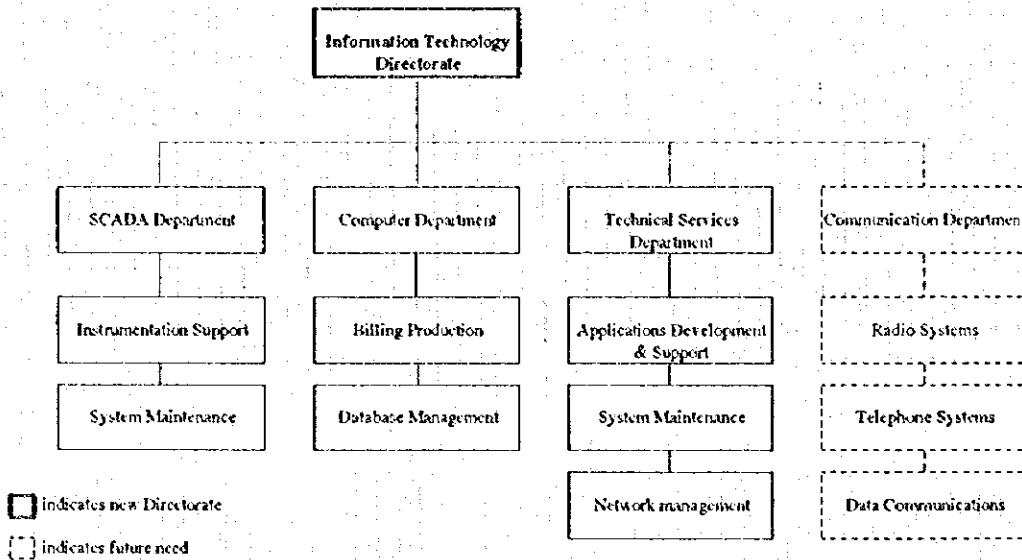 Information Technology
Directorate
SCADA Department
Computer Department
Technical Services
Department
Communication Departmen
Instrumentation Support
Billing Production
Applications Development
& Support
Radio Systems
System Maintenance
Database Management
System Maintenance
Telephone Systems
Network management
Data Communications
indicates new Directorate
indicates future need